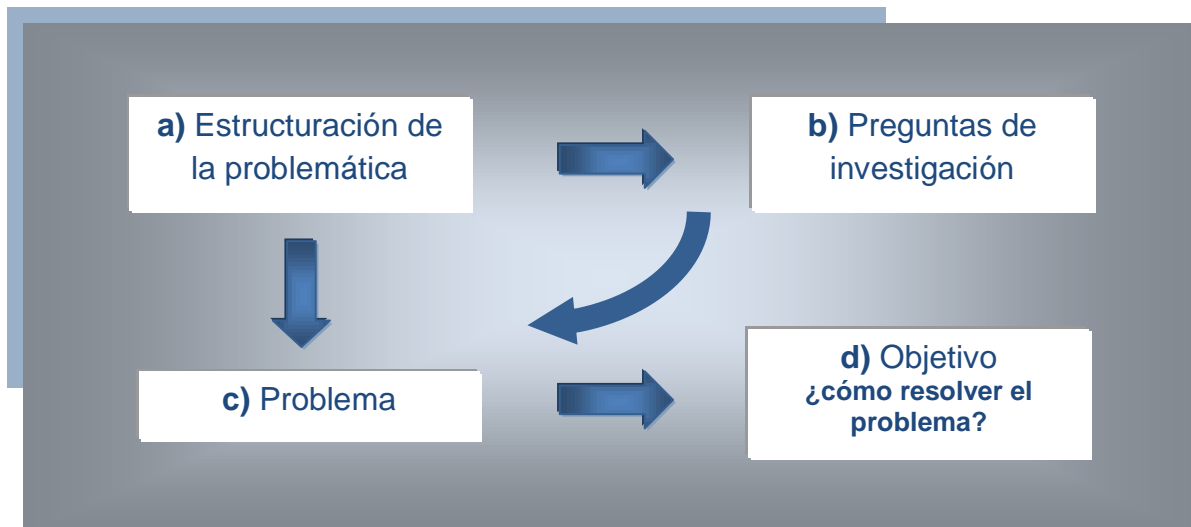 a) Estructuración de
la problemática
b) Preguntas de
investigación
c) Problema
d) Objetivo
¿cómo resolver el
problema?